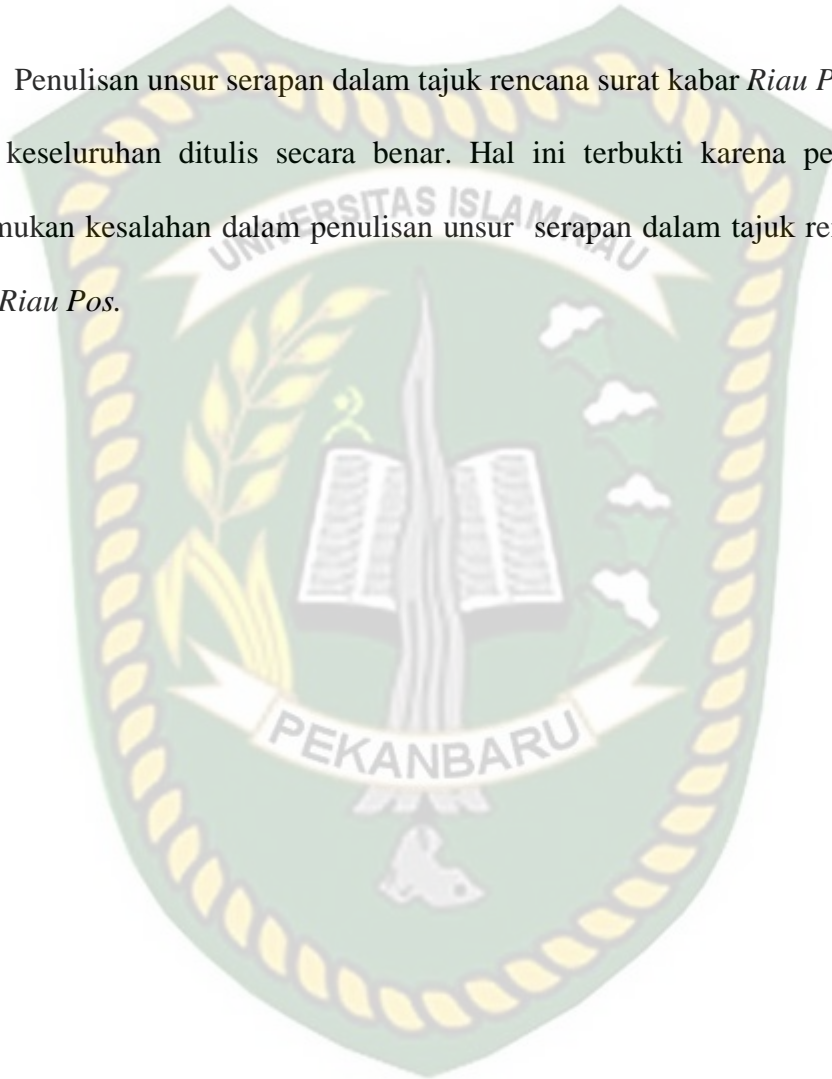 Penulisan unsur serapan dalam tajuk rencana surat kabar Riau P
keseluruhan ditulis secara benar. Hal ini terbukti karena pe
mukan kesalahan dalam penulisan unsur serapan dalam tajuk re
Riau Pos.
UNIVERSITAS ISLAM RIAU
PEKANBARU